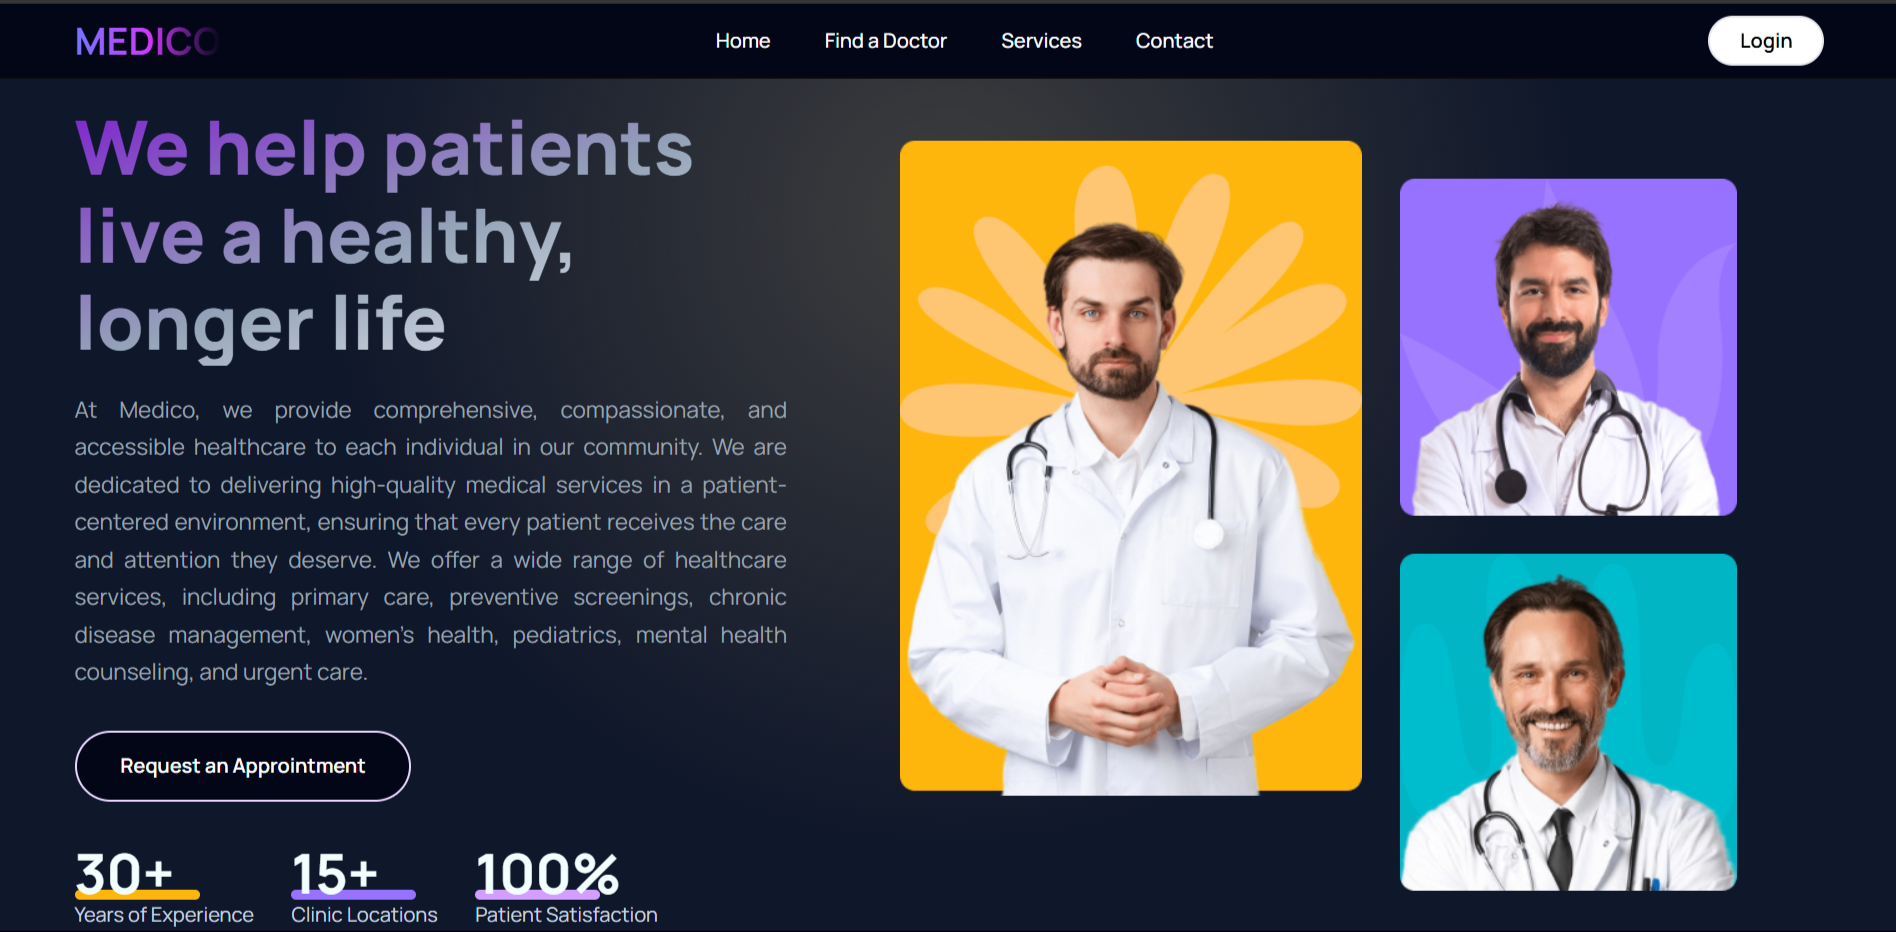 MEDICO
Home
Find a Doctor
Services
Contact
Login
We help patients
live a healthy,
longer life
At Medico, we provide comprehensive, compassionate, and
accessible healthcare to each individual in our community. We are
dedicated to delivering high-quality medical services in a patient-
centered environment, ensuring that every patient receives the care
and attention they deserve. We offer a wide range of healthcare
services, including primary care, preventive screenings, chronic
disease management, women's health, pediatrics, mental health
counseling, and urgent care.
Request an Approintment
30+
Years of Experience
15+
Clinic Locations
100%
Patient Satisfaction